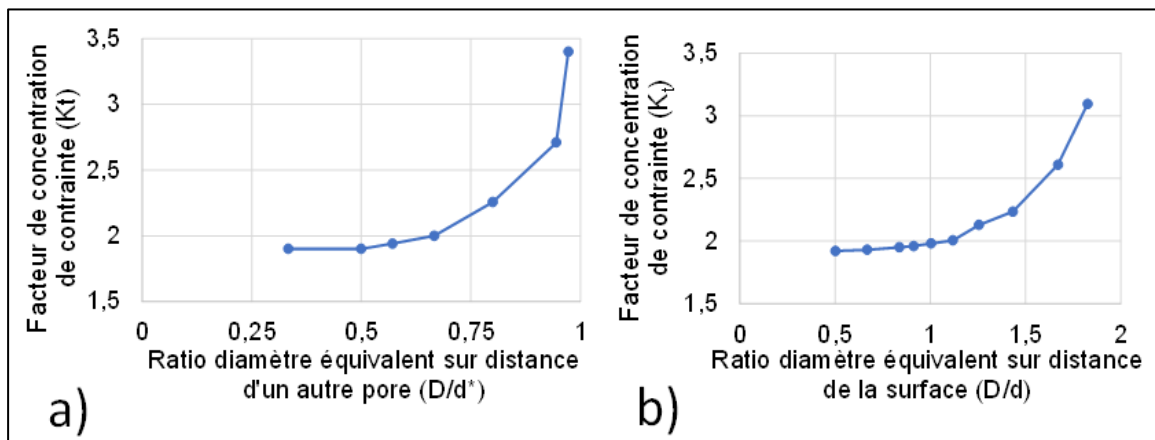 Facteur de concentration
de contrainte (Kt)
3,5
3
2,5
2
1,5
0
0,25
0,5
0,75
1
Ratio diamètre équivalent sur distance
d'un autre pore (D/d*)
a)
Facteur de concentration
de contrainte (Kt)
3,5
3
2,5
2
1,5
0
0,5
1
1,5
2
Ratio diamètre équivalent sur distance
de la surface (D/d)
b)